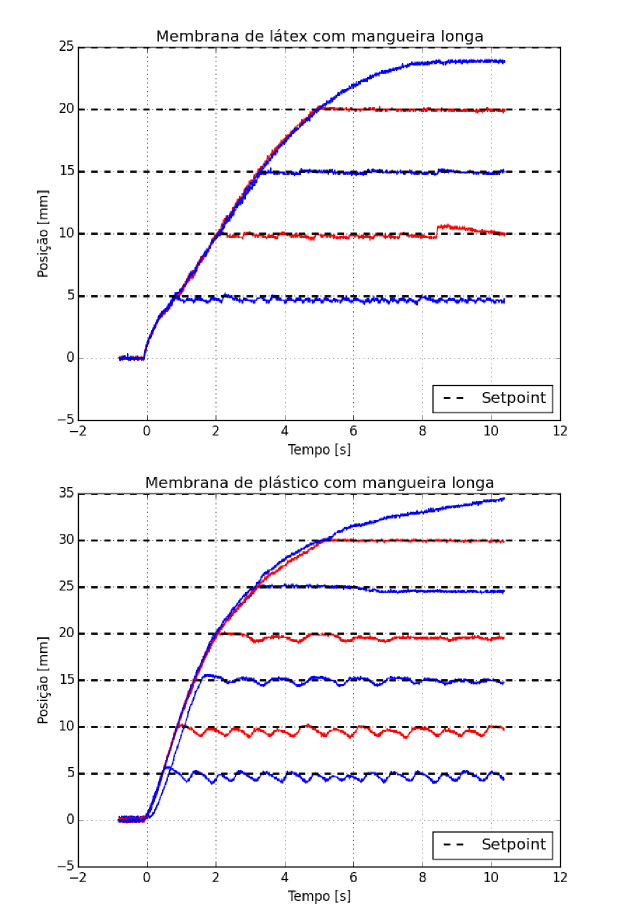 Membrana de látex com mangueira longa
25
20
15
10
5
0
−5
−2 0 2 4 6 8 10 12
Posição [mm]
Tempo [s]
Setpoint
Membrana de plástico com mangueira longa
35
30
25
20
15
10
5
0
−5
−2 0 2 4 6 8 10 12
Posição [mm]
Tempo [s]
Setpoint